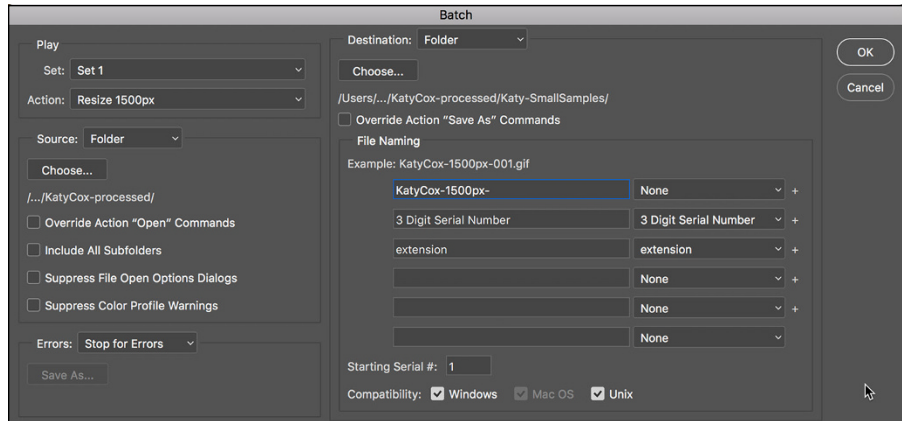 Batch
Play
Set: Set 1
Action: Resize 1500px
Source: Folder
Choose...
/.../KatyCox-processed/
Override Action “Open” Commands
Include All Subfolders
Suppress File Open Options Dialogs
Suppress Color Profile Warnings
Errors: Stop for Errors
Save As...
Destination: Folder
Choose...
/Users/.../KatyCox-processed/Katy-SmallSamples/
Override Action “Save As” Commands
File Naming
Example: KatyCox-1500px-001.gif
KatyCox-1500px- None +
3 Digit Serial Number 3 Digit Serial Number +
extension extension +
None +
None +
None
Starting Serial #: 1
Compatibility: Windows Mac OS Unix
OK
Cancel